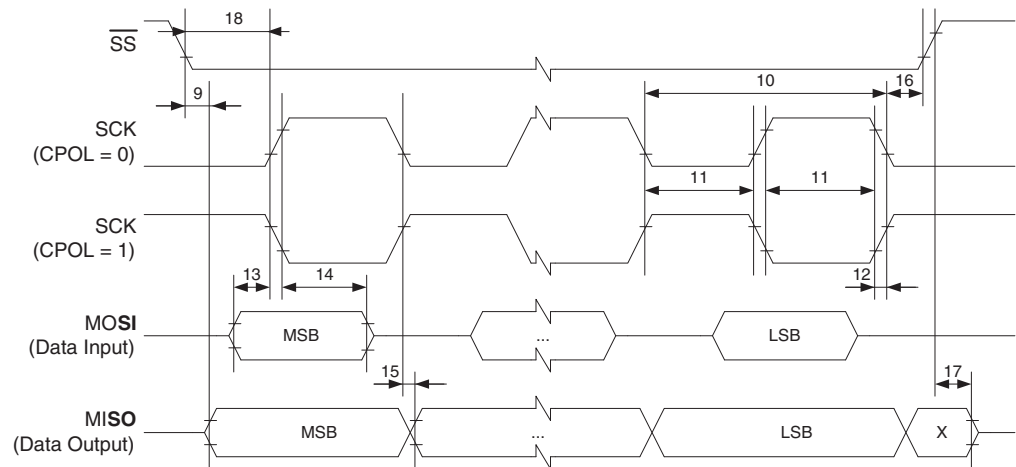 18
SS
10
9
16
SCK
(CPOL = 0)
11
11
SCK
(CPOL = 1)
13
14
12
MOSI
(Data Input)
MSB
...
LSB
15
17
MISO
(Data Output)
MSB
...
LSB
X